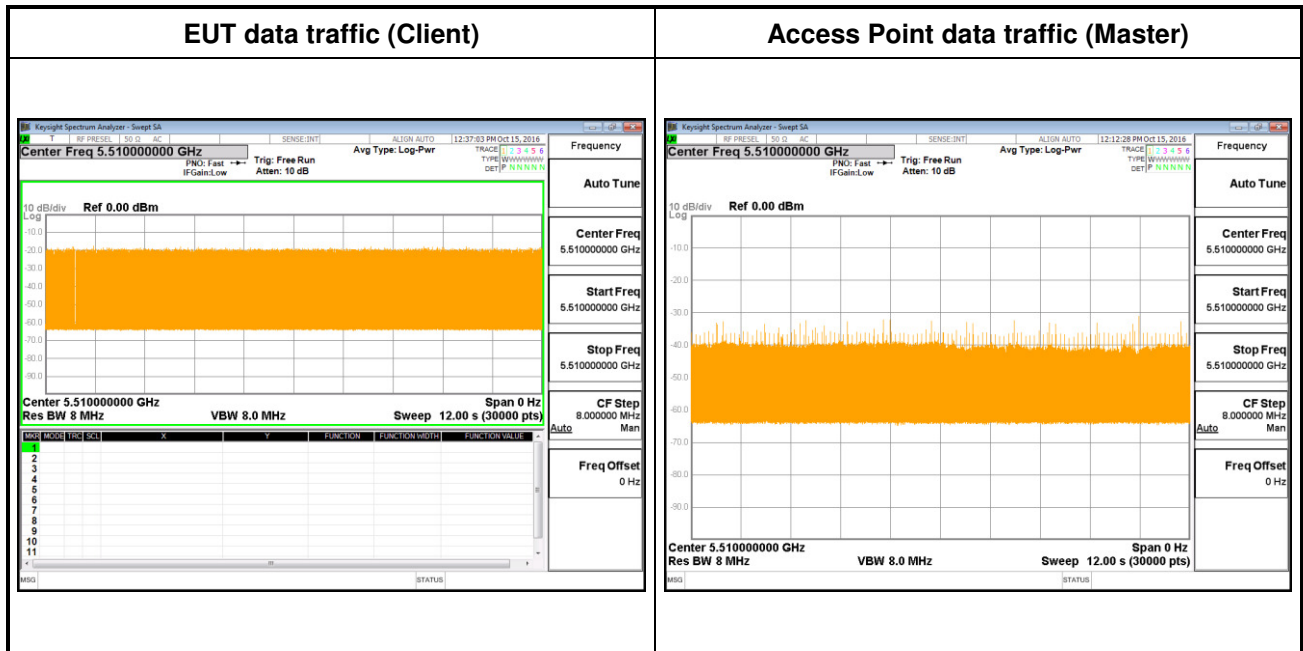 EUT data traffic (Client)
Access Point data traffic (Master)
Keysight Spectrum Analyzer - Swept SA
T RF PRESEL 50 Ω AC SENSE:INT ALIGN AUTO 12:37:03 PM Oct 15, 2016
Center Freq 5.510000000 GHz
PNO: Fast
IFGain:Low
Trig: Free Run
Atten: 10 dB
Avg Type: Log-Pwr
TRACE 1 2 3 4 5 6
TYPE WWWWWWW
DET P N N N N N
10 dB/div Ref 0.00 dBm
Log
-10.0
-20.0
-30.0
-40.0
-50.0
-60.0
-70.0
-80.0
-90.0
Center 5.510000000 GHz Span 0 Hz
Res BW 8 MHz VBW 8.0 MHz Sweep 12.00 s (30000 pts)
MKR MODE TRC SCL X Y FUNCTION FUNCTION WIDTH FUNCTION VALUE
1
2
3
4
5
6
7
8
9
10
11
MSG STATUS
Frequency
Auto Tune
Center Freq
5.510000000 GHz
Start Freq
5.510000000 GHz
Stop Freq
5.510000000 GHz
CF Step
8.000000 MHz
Auto Man
Freq Offset
0 Hz
Keysight Spectrum Analyzer - Swept SA
RF PRESEL 50 Ω AC SENSE:INT ALIGN AUTO 12:12:28 PM Oct 15, 2016
Center Freq 5.510000000 GHz
PNO: Fast
IFGain:Low
Trig: Free Run
Atten: 10 dB
Avg Type: Log-Pwr
TRACE 1 2 3 4 5 6
TYPE WWWWWWW
DET P N N N N N
10 dB/div Ref 0.00 dBm
Log
-10.0
-20.0
-30.0
-40.0
-50.0
-60.0
-70.0
-80.0
-90.0
Center 5.510000000 GHz Span 0 Hz
Res BW 8 MHz VBW 8.0 MHz Sweep 12.00 s (30000 pts)
MSG STATUS
Frequency
Auto Tune
Center Freq
5.510000000 GHz
Start Freq
5.510000000 GHz
Stop Freq
5.510000000 GHz
CF Step
8.000000 MHz
Auto Man
Freq Offset
0 Hz